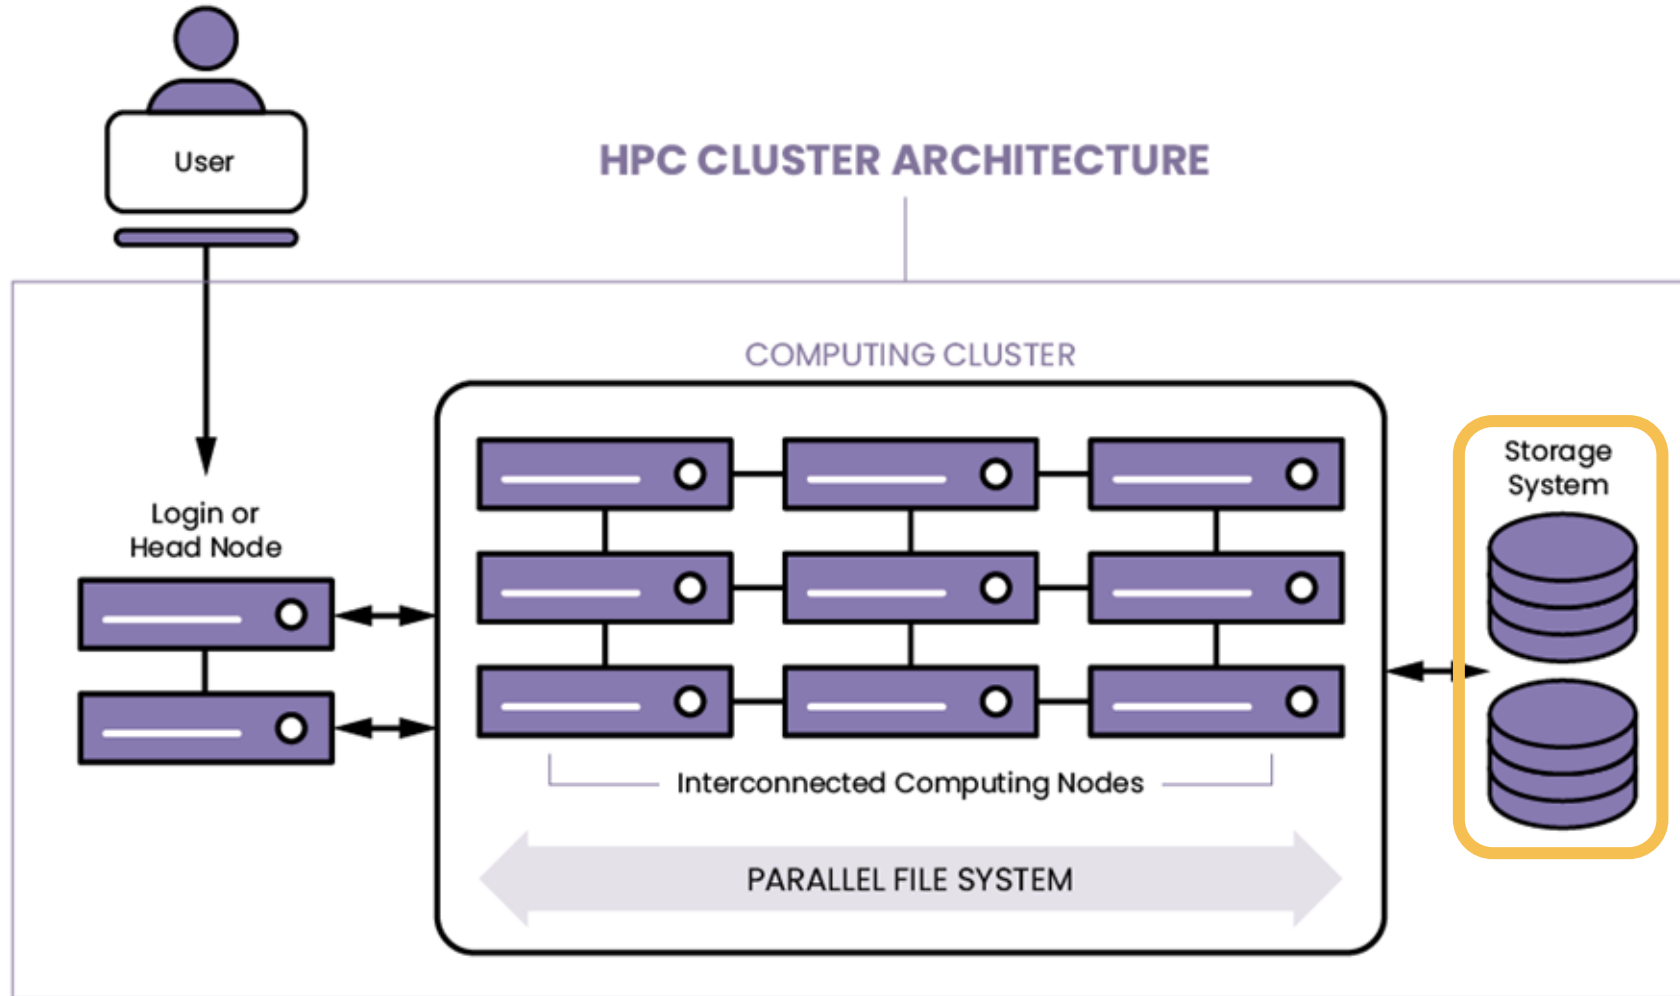 User
HPC CLUSTER ARCHITECTURE
COMPUTING CLUSTER
Storage
System
Login or
Head Node
Interconnected Computing Nodes
PARALLEL FILE SYSTEM